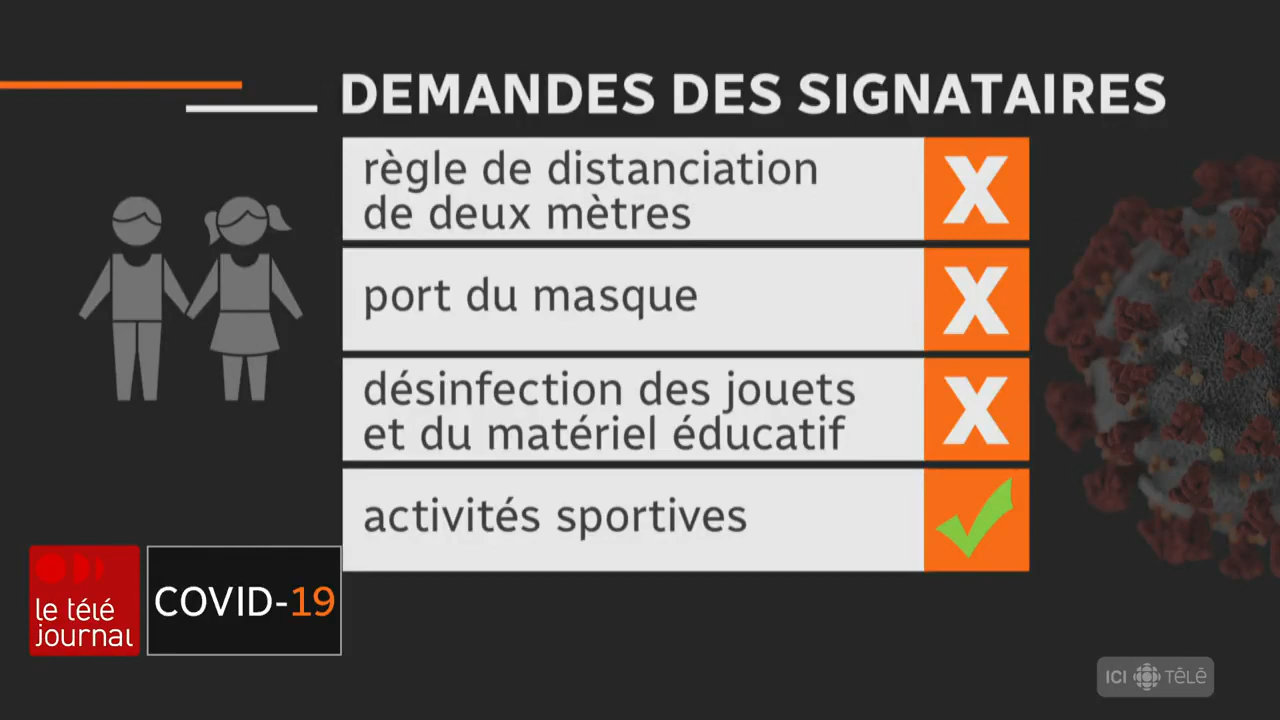 DEMANDES DES SIGNATAIRES
règle de distanciation
de deux mètres
X
port du masque
X
désinfection des jouets
et du matériel éducatif
X
activités sportives
le télé
journal
COVID-19
ICI TÉLÉ